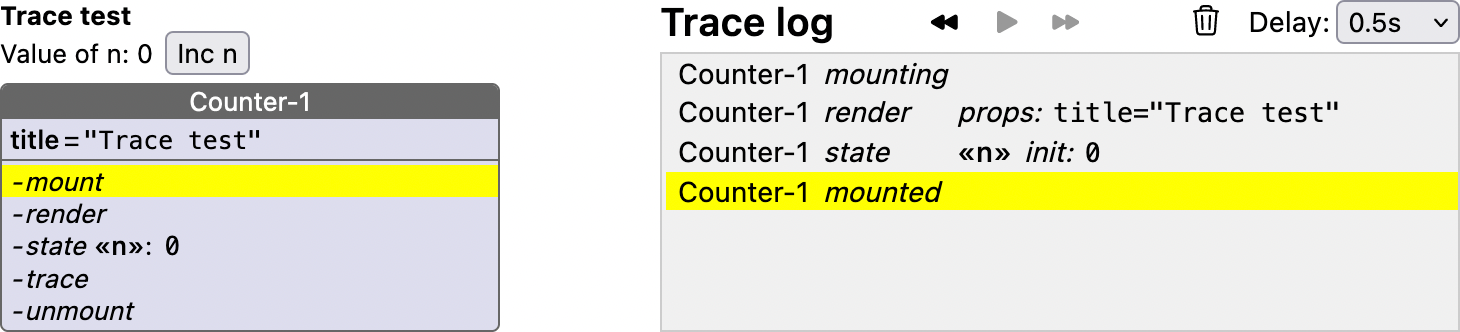 Trace test
Value of n: 0 Inc n
Counter-1
title="Trace test"
-mount
-render
-state «n»: 0
-trace
-unmount
Trace log Delay: 0.5s
Counter-1 mounting
Counter-1 render props: title="Trace test"
Counter-1 state «n» init: 0
Counter-1 mounted